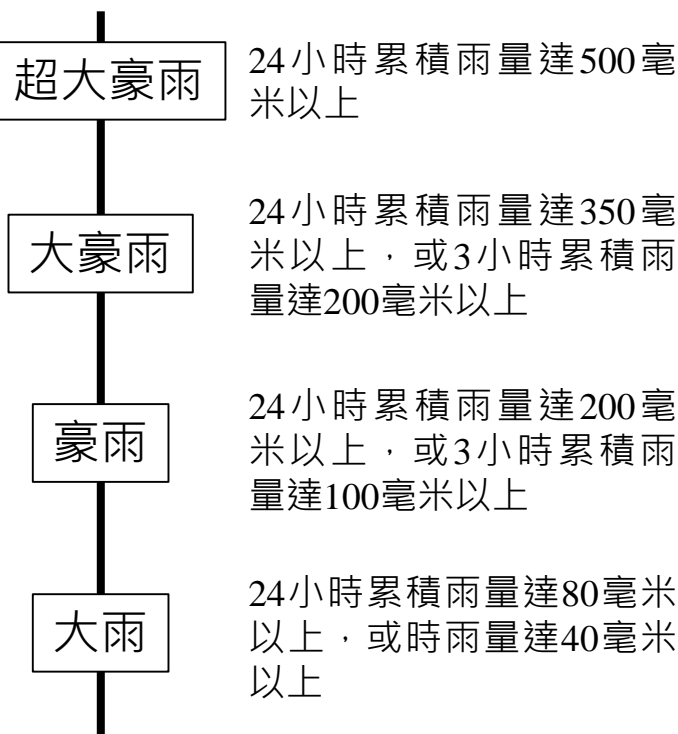 超大豪雨
24小時累積雨量達500毫
米以上
大豪雨
24小時累積雨量達350毫
米以上，或3小時累積雨
量達200毫米以上
豪雨
24小時累積雨量達200毫
米以上，或3小時累積雨
量達100毫米以上
大雨
24小時累積雨量達80毫米
以上，或時雨量達40毫米
以上